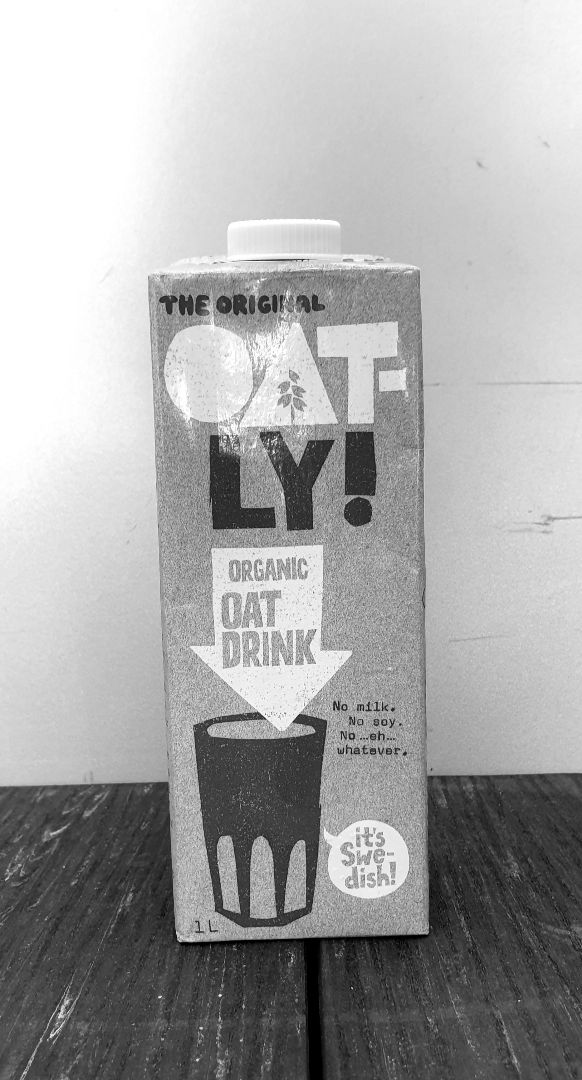 THE ORIGINAL
OAT-
LY!
ORGANIC
OAT
DRINK
No milk.
No soy.
No …eh…
whatever.
it's
Swe-
dish!
1L